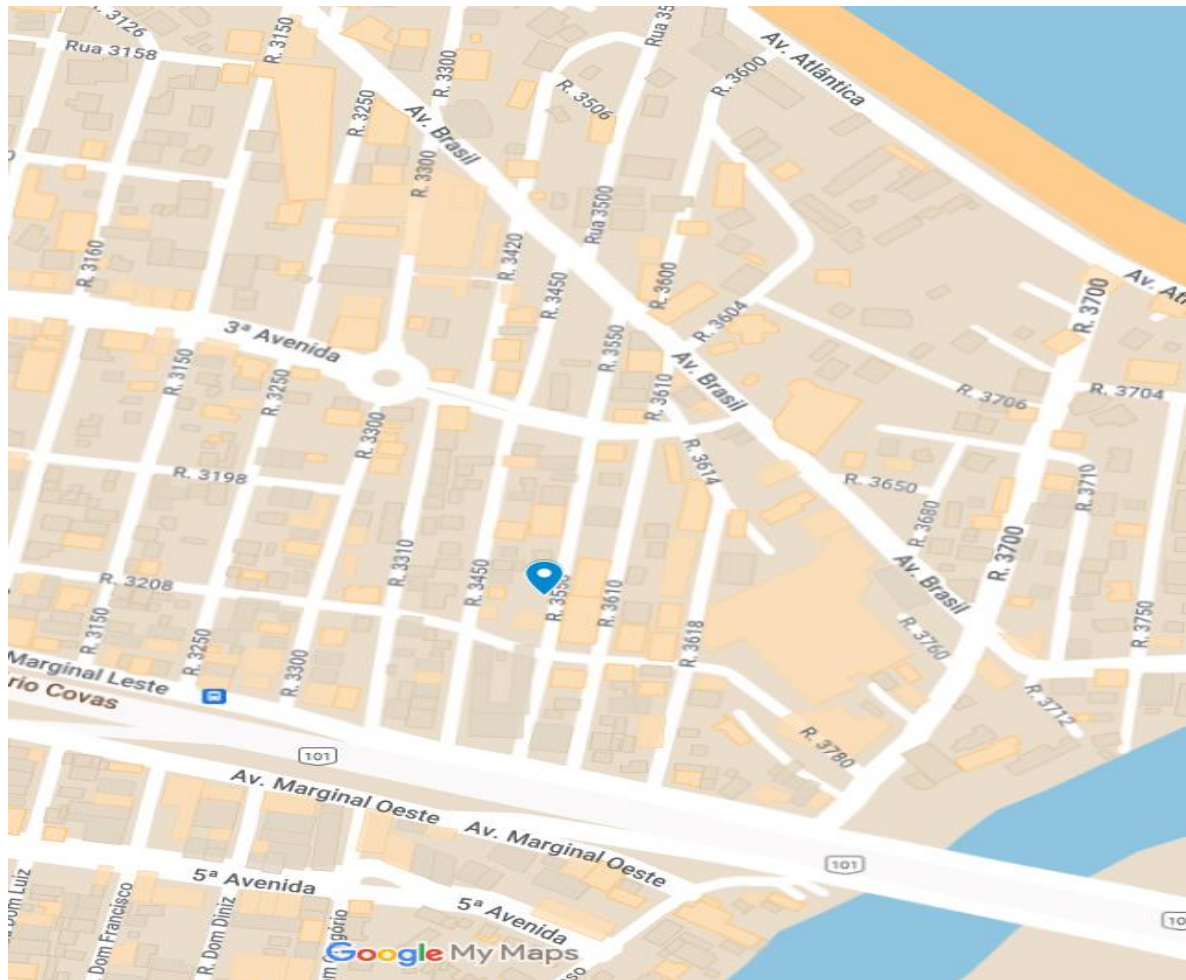 R. 3126
Rua 3158
R. 3150
R. 3300
Av. Atlântica
R. 3600
R. 3506
R. 3250
Av. Brasil
R. 3300
R. 3160
Rua 3500
R. 3420
R. 3450
R. 3600
R. 3604
Av. Atl
R. 3700
3ª Avenida
R. 3550
R. 3150
R. 3250
R. 3610
Av. Brasil
R. 3706
R. 3704
R. 3300
R. 3198
R. 3614
R. 3650
R. 3710
R. 3680
R. 3700
R. 3310
R. 3450
R. 3208
R. 3610
Av. Brasil
R. 3150
R. 3250
R. 3300
R. 3618
R. 3760
R. 3750
Marginal Leste
rio Covas
R. 3712
R. 3780
101
Av. Marginal Oeste
Av. Marginal Oeste
101
5ª Avenida
5ª Avenida
Dom Luiz
Dom Francisco
R. Dom Diniz
Google My Maps